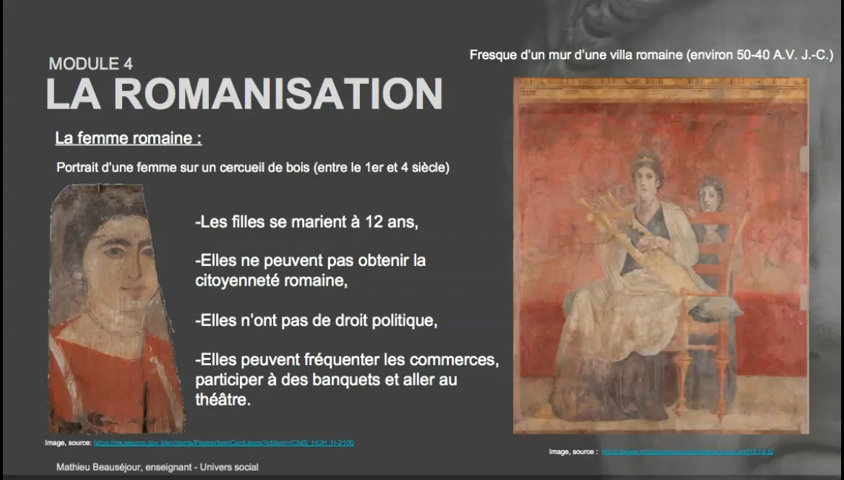 MODULE 4
LA ROMANISATION
Fresque d'un mur d'une villa romaine (environ 50-40 A.V. J.-C.)
La femme romaine :
Portrait d'une femme sur un cercueil de bois (entre le 1er et 4 siècle)
-Les filles se marient à 12 ans,
-Elles ne peuvent pas obtenir la
citoyenneté romaine,
-Elles n'ont pas de droit politique,
-Elles peuvent fréquenter les commerces,
participer à des banquets et aller au
théâtre.
Image, source:
Image, source :
Mathieu Beauséjour, enseignant - Univers social